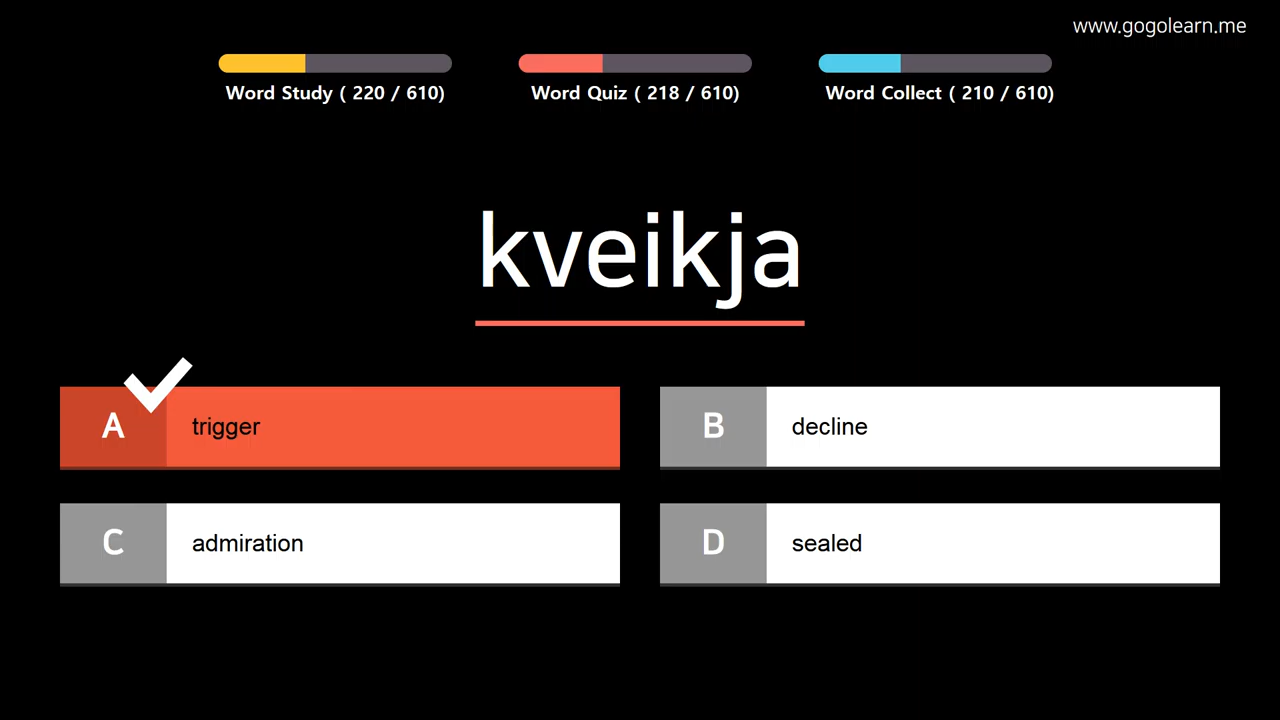 www.gogolearn.me
Word Study ( 220 / 610)
Word Quiz ( 218 / 610)
Word Collect ( 210 / 610)
kveikja
A trigger
B decline
C admiration
D sealed